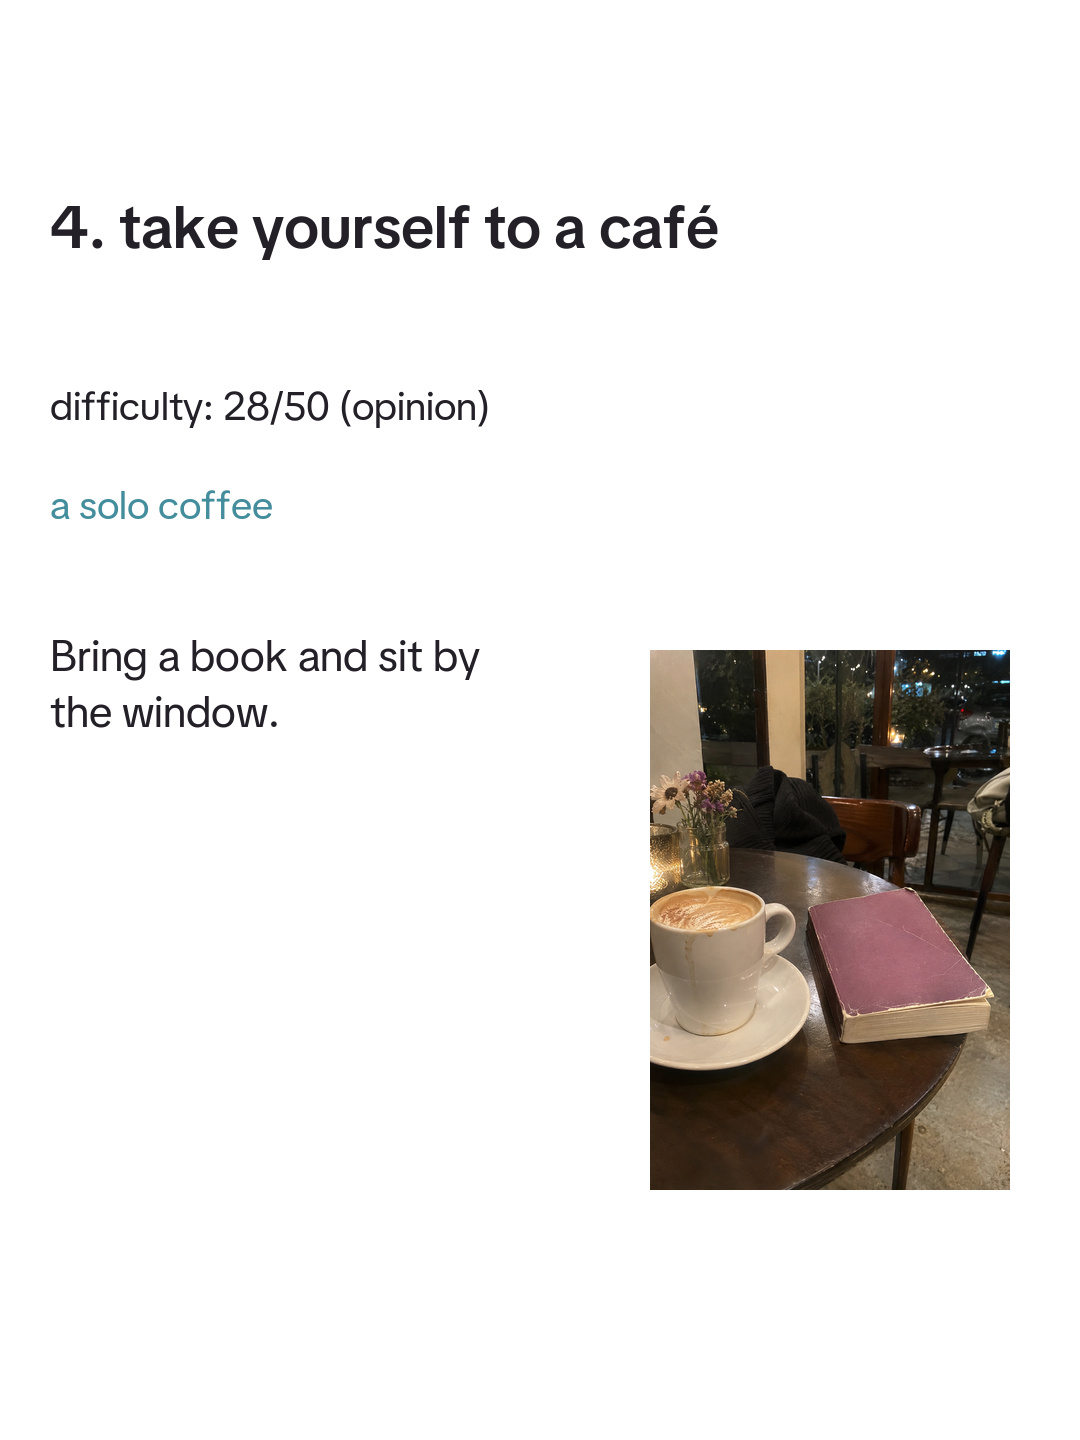 4. take yourself to a café
difficulty: 28/50 (opinion)
a solo coffee
Bring a book and sit by
the window.